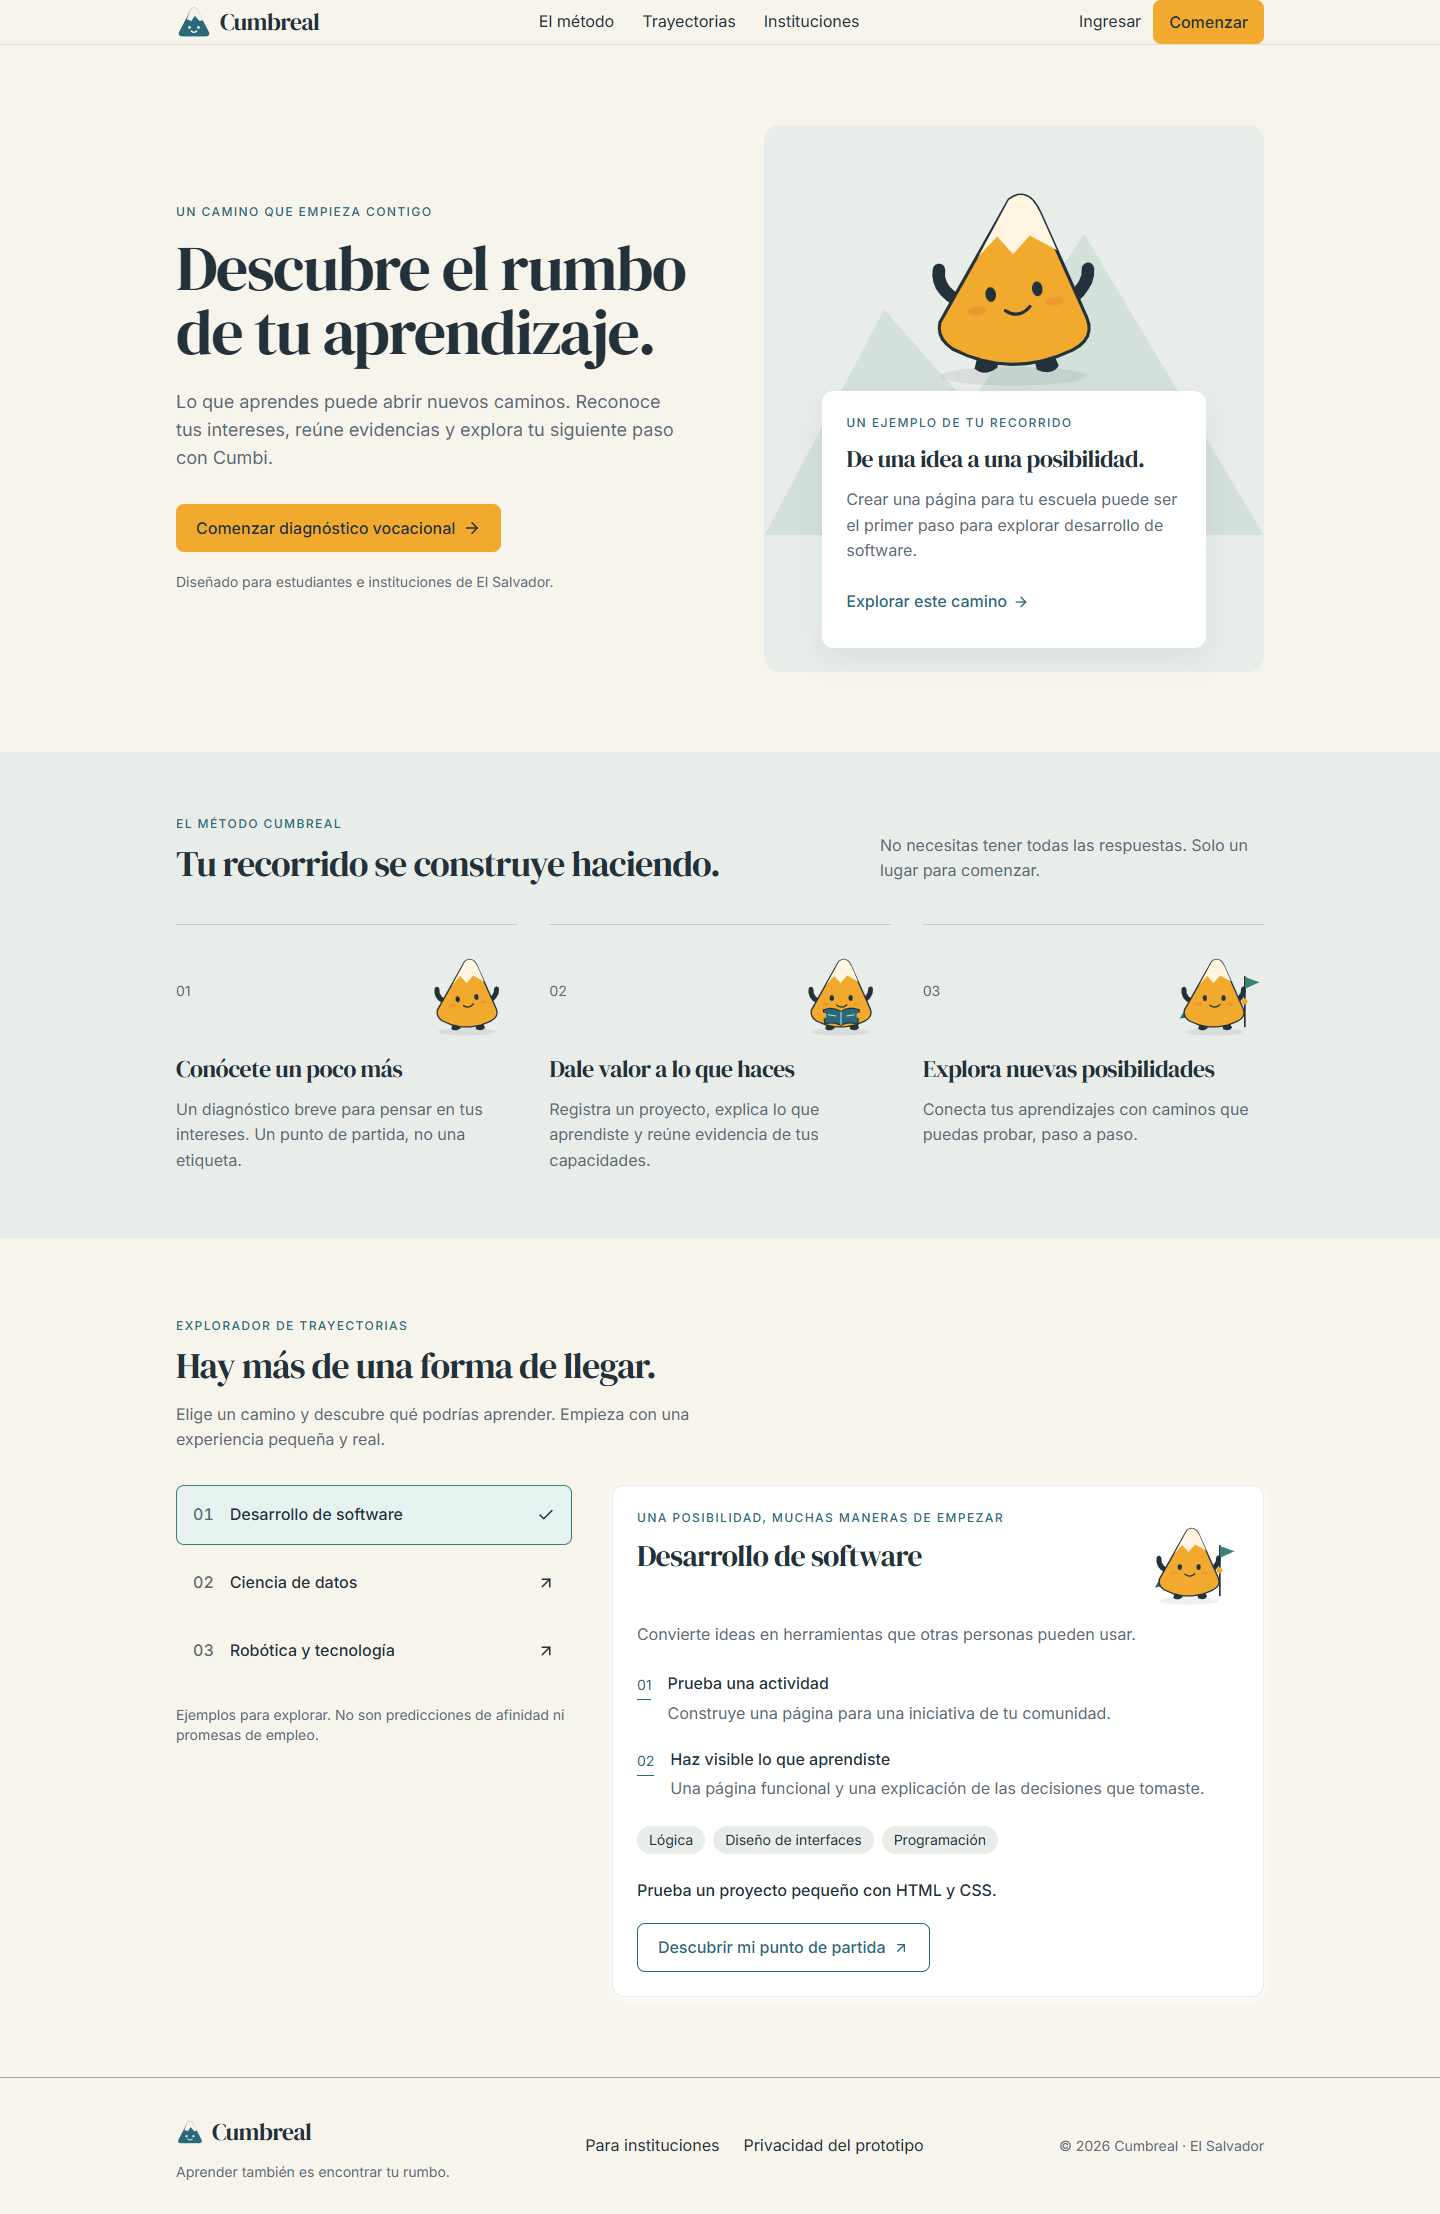 Cumbreal
El método
Trayectorias
Instituciones
Ingresar
Comenzar
UN CAMINO QUE EMPIEZA CONTIGO
Descubre el rumbo
de tu aprendizaje.
Lo que aprendes puede abrir nuevos caminos. Reconoce
tus intereses, reúne evidencias y explora tu siguiente paso
con Cumbi.
Comenzar diagnóstico vocacional →
Diseñado para estudiantes e instituciones de El Salvador.
UN EJEMPLO DE TU RECORRIDO
De una idea a una posibilidad.
Crear una página para tu escuela puede ser
el primer paso para explorar desarrollo de
software.
Explorar este camino →
EL MÉTODO CUMBREAL
Tu recorrido se construye haciendo.
No necesitas tener todas las respuestas. Solo un
lugar para comenzar.
01
Conócete un poco más
Un diagnóstico breve para pensar en tus
intereses. Un punto de partida, no una
etiqueta.
02
Dale valor a lo que haces
Registra un proyecto, explica lo que
aprendiste y reúne evidencia de tus
capacidades.
03
Explora nuevas posibilidades
Conecta tus aprendizajes con caminos que
puedas probar, paso a paso.
EXPLORADOR DE TRAYECTORIAS
Hay más de una forma de llegar.
Elige un camino y descubre qué podrías aprender. Empieza con una
experiencia pequeña y real.
01 Desarrollo de software
02 Ciencia de datos
03 Robótica y tecnología
Ejemplos para explorar. No son predicciones de afinidad ni
promesas de empleo.
UNA POSIBILIDAD, MUCHAS MANERAS DE EMPEZAR
Desarrollo de software
Convierte ideas en herramientas que otras personas pueden usar.
01 Prueba una actividad
Construye una página para una iniciativa de tu comunidad.
02 Haz visible lo que aprendiste
Una página funcional y una explicación de las decisiones que tomaste.
Lógica
Diseño de interfaces
Programación
Prueba un proyecto pequeño con HTML y CSS.
Descubrir mi punto de partida
Cumbreal
Aprender también es encontrar tu rumbo.
Para instituciones
Privacidad del prototipo
© 2026 Cumbreal · El Salvador